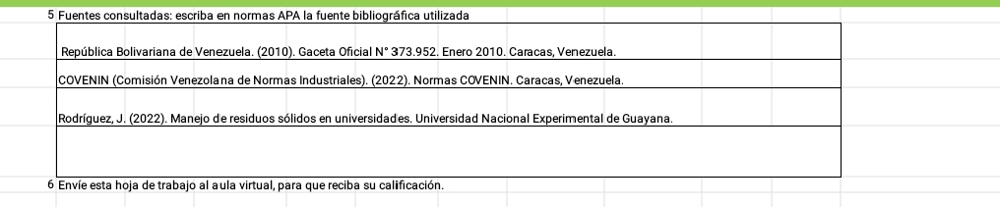 5 Fuentes consultadas: escriba en normas APA la fuente bibliográfica utilizada
República Bolivariana de Venezuela. (2010). Gaceta Oficial N° 373.952. Enero 2010. Caracas, Venezuela.
COVENIN (Comisión Venezolana de Normas Industriales). (2022). Normas COVENIN. Caracas, Venezuela.
Rodríguez, J. (2022). Manejo de residuos sólidos en universidades. Universidad Nacional Experimental de Guayana.
6 Envíe esta hoja de trabajo al aula virtual, para que reciba su calificación.